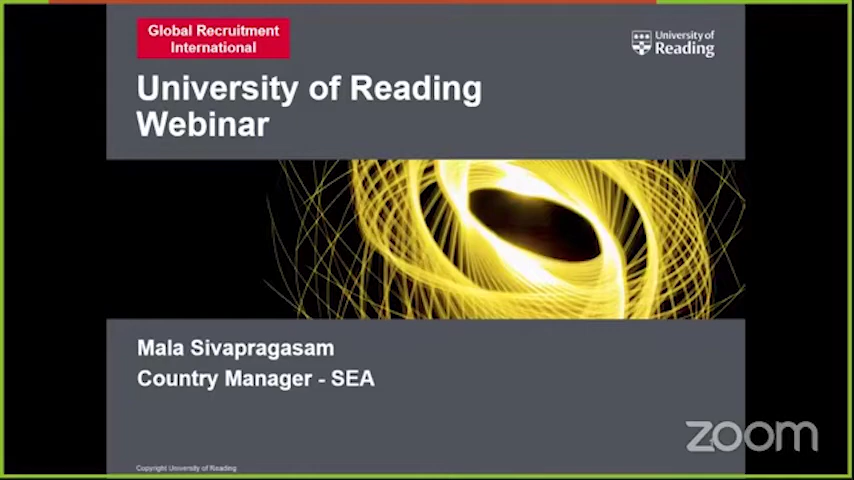 Global Recruitment
International
University of
Reading
University of Reading
Webinar
Mala Sivapragasam
Country Manager - SEA
zoom
Copyright University of Reading